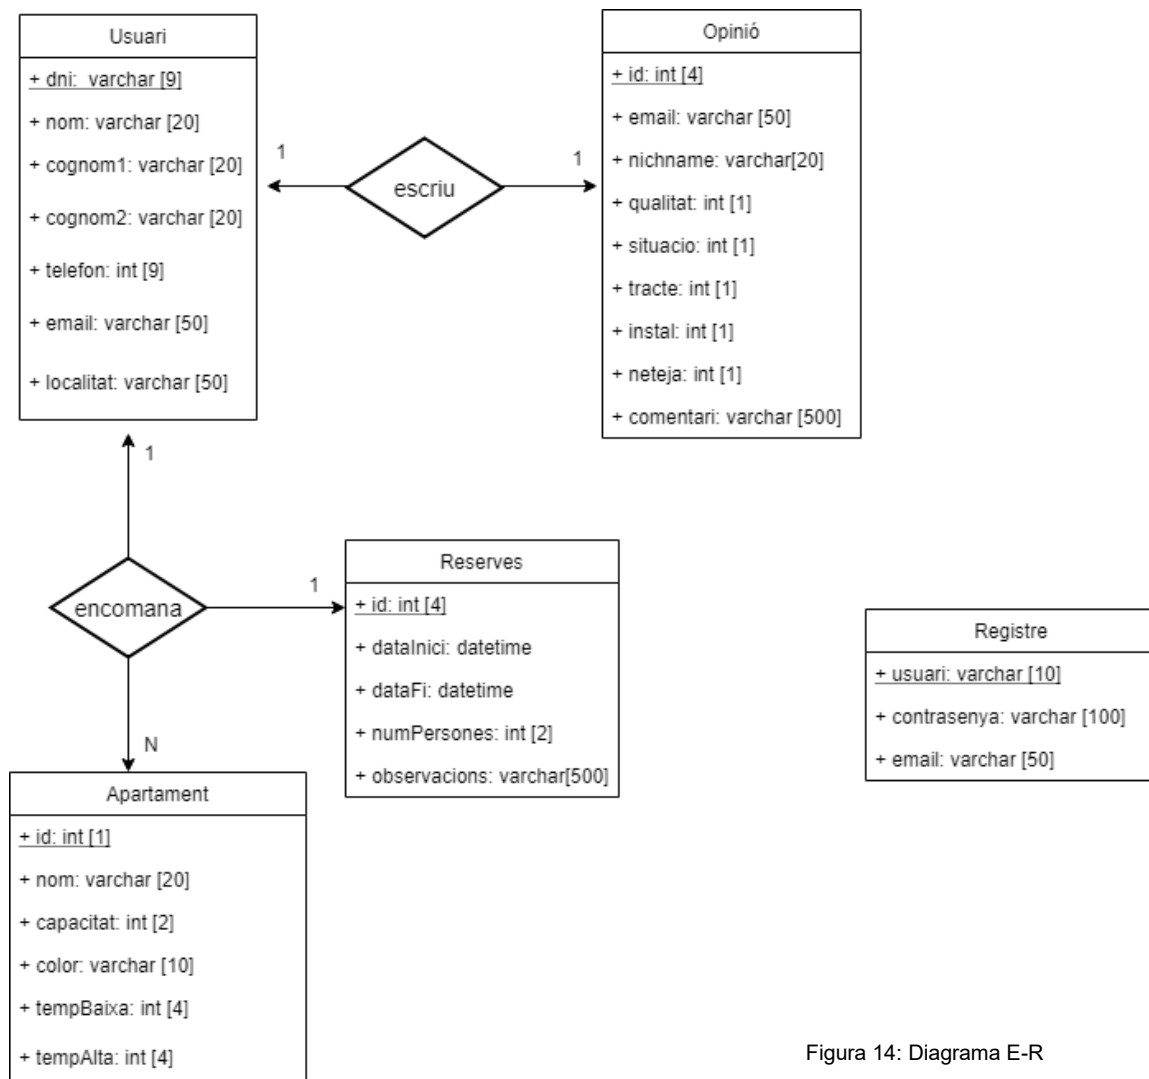 Usuari
+ dni: varchar [9]
+ nom: varchar [20]
+ cognom1: varchar [20]
+ cognom2: varchar [20]
+ telefon: int [9]
+ email: varchar [50]
+ localitat: varchar [50]
1
escriu
1
Opinió
+ id: int [4]
+ email: varchar [50]
+ nichname: varchar[20]
+ qualitat: int [1]
+ situacio: int [1]
+ tracte: int [1]
+ instal: int [1]
+ neteja: int [1]
+ comentari: varchar [500]
1
encomana
1
N
Reserves
+ id: int [4]
+ dataInici: datetime
+ dataFi: datetime
+ numPersones: int [2]
+ observacions: varchar[500]
Registre
+ usuari: varchar [10]
+ contrasenya: varchar [100]
+ email: varchar [50]
Apartament
+ id: int [1]
+ nom: varchar [20]
+ capacitat: int [2]
+ color: varchar [10]
+ tempBaixa: int [4]
+ tempAlta: int [4]
Figura 14: Diagrama E-R